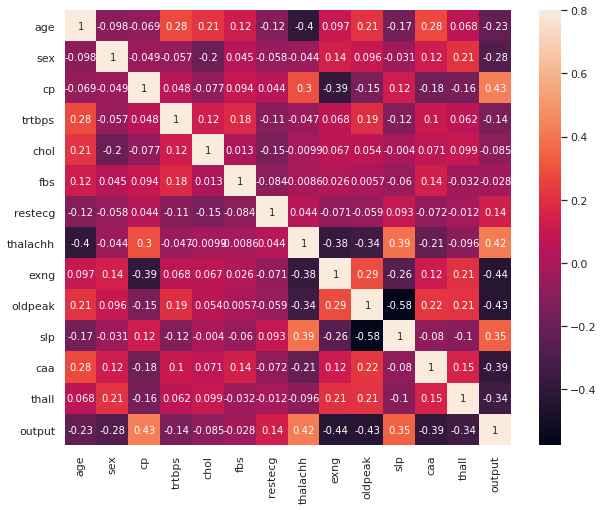 age 1 -0.098 -0.069 0.28 0.21 0.12 -0.12 -0.4 0.097 0.21 -0.17 0.28 0.068 -0.23
sex -0.098 1 -0.049 -0.057 -0.2 0.045 -0.058 -0.044 0.14 0.096 -0.031 0.12 0.21 -0.28
cp -0.069 -0.049 1 0.048 -0.077 0.094 0.044 0.3 -0.39 -0.15 0.12 -0.18 -0.16 0.43
trtbps 0.28 -0.057 0.048 1 0.12 0.18 -0.11 -0.047 0.068 0.19 -0.12 0.1 0.062 -0.14
chol 0.21 -0.2 -0.077 0.12 1 0.013 -0.15 -0.0099 0.067 0.054 -0.004 0.071 0.099 -0.085
fbs 0.12 0.045 0.094 0.18 0.013 1 -0.084 -0.0086 0.026 0.0057 -0.06 0.14 -0.032 -0.028
restecg -0.12 -0.058 0.044 -0.11 -0.15 -0.084 1 0.044 -0.071 -0.059 0.093 -0.072 -0.012 0.14
thalachh -0.4 -0.044 0.3 -0.047 -0.0099 -0.0086 0.044 1 -0.38 -0.34 0.39 -0.21 -0.096 0.42
exng 0.097 0.14 -0.39 0.068 0.067 0.026 -0.071 -0.38 1 0.29 -0.26 0.12 0.21 -0.44
oldpeak 0.21 0.096 -0.15 0.19 0.054 0.0057 -0.059 -0.34 0.29 1 -0.58 0.22 0.21 -0.43
slp -0.17 -0.031 0.12 -0.12 -0.004 -0.06 0.093 0.39 -0.26 -0.58 1 -0.08 -0.1 0.35
caa 0.28 0.12 -0.18 0.1 0.071 0.14 -0.072 -0.21 0.12 0.22 -0.08 1 0.15 -0.39
thall 0.068 0.21 -0.16 0.062 0.099 -0.032 -0.012 -0.096 0.21 0.21 -0.1 0.15 1 -0.34
output -0.23 -0.28 0.43 -0.14 -0.085 -0.028 0.14 0.42 -0.44 -0.43 0.35 -0.39 -0.34 1
age sex cp trtbps chol fbs restecg thalachh exng oldpeak slp caa thall output
0.8
0.6
0.4
0.2
0.0
−0.2
−0.4